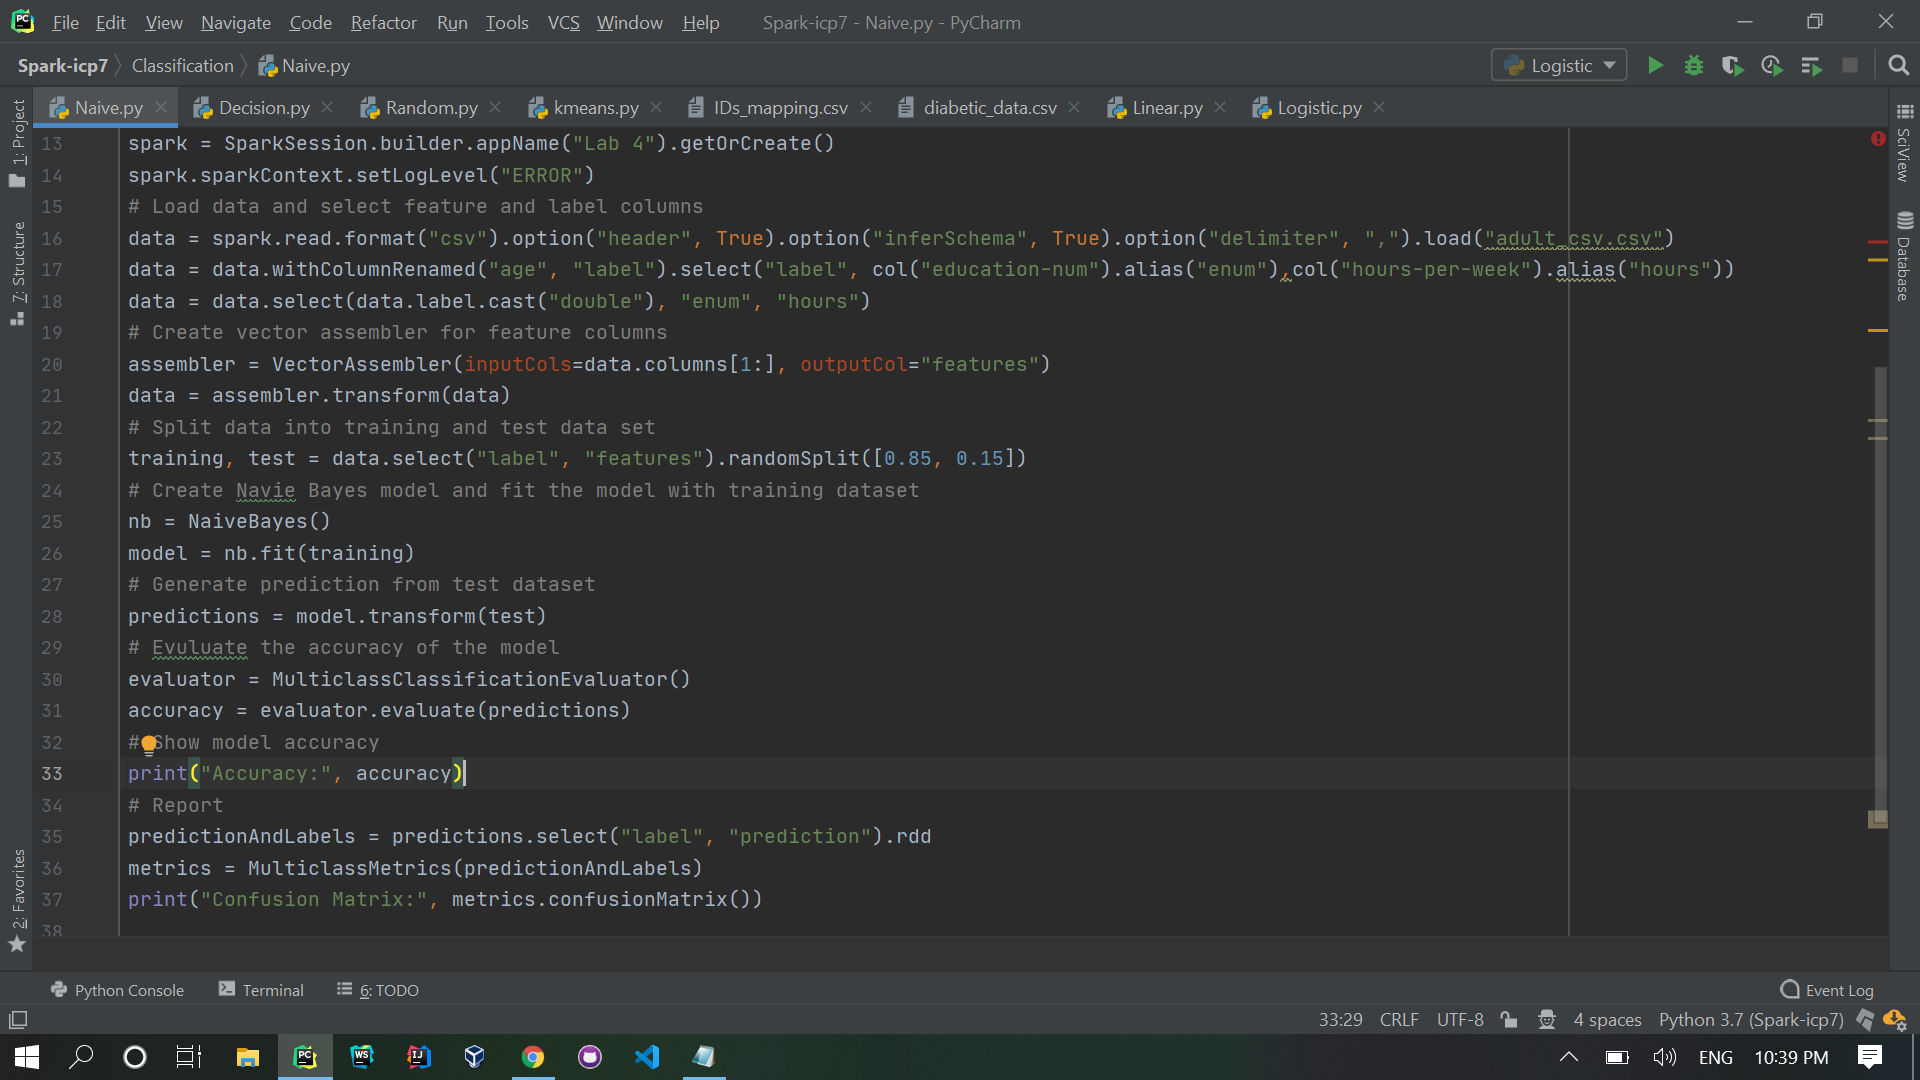 File Edit View Navigate Code Refactor Run Tools VCS Window Help Spark-icp7 - Naive.py - PyCharm
Spark-icp7 Classification Naive.py Logistic
Naive.py Decision.py Random.py kmeans.py IDs_mapping.csv diabetic_data.csv Linear.py Logistic.py
1: Project
7: Structure
2: Favorites
SciView
Database
13 spark = SparkSession.builder.appName("Lab 4").getOrCreate()
14 spark.sparkContext.setLogLevel("ERROR")
15 # Load data and select feature and label columns
16 data = spark.read.format("csv").option("header", True).option("inferSchema", True).option("delimiter", ",").load("adult_csv.csv")
17 data = data.withColumnRenamed("age", "label").select("label", col("education-num").alias("enum"),col("hours-per-week").alias("hours"))
18 data = data.select(data.label.cast("double"), "enum", "hours")
19 # Create vector assembler for feature columns
20 assembler = VectorAssembler(inputCols=data.columns[1:], outputCol="features")
21 data = assembler.transform(data)
22 # Split data into training and test data set
23 training, test = data.select("label", "features").randomSplit([0.85, 0.15])
24 # Create Navie Bayes model and fit the model with training dataset
25 nb = NaiveBayes()
26 model = nb.fit(training)
27 # Generate prediction from test dataset
28 predictions = model.transform(test)
29 # Evuluate the accuracy of the model
30 evaluator = MulticlassClassificationEvaluator()
31 accuracy = evaluator.evaluate(predictions)
32 # Show model accuracy
33 print("Accuracy:", accuracy)
34 # Report
35 predictionAndLabels = predictions.select("label", "prediction").rdd
36 metrics = MulticlassMetrics(predictionAndLabels)
37 print("Confusion Matrix:", metrics.confusionMatrix())
38
Python Console Terminal 6: TODO Event Log
33:29 CRLF UTF-8 4 spaces Python 3.7 (Spark-icp7)
ENG 10:39 PM